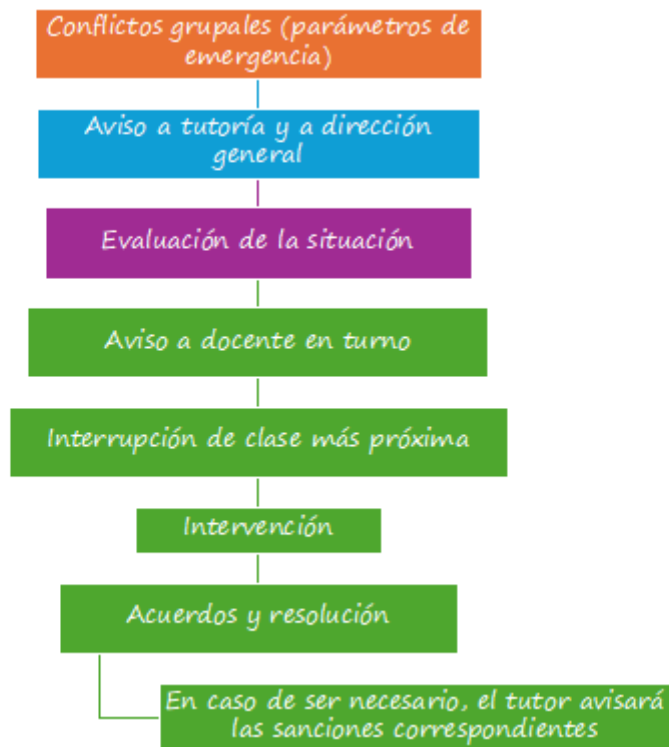 Conflictos grupales (parámetros de
emergencia)
Aviso a tutoría y a dirección
general
Evaluación de la situación
Aviso a docente en turno
Interrupción de clase más próxima
Intervención
Acuerdos y resolución
En caso de ser necesario, el tutor avisará
las sanciones correspondientes